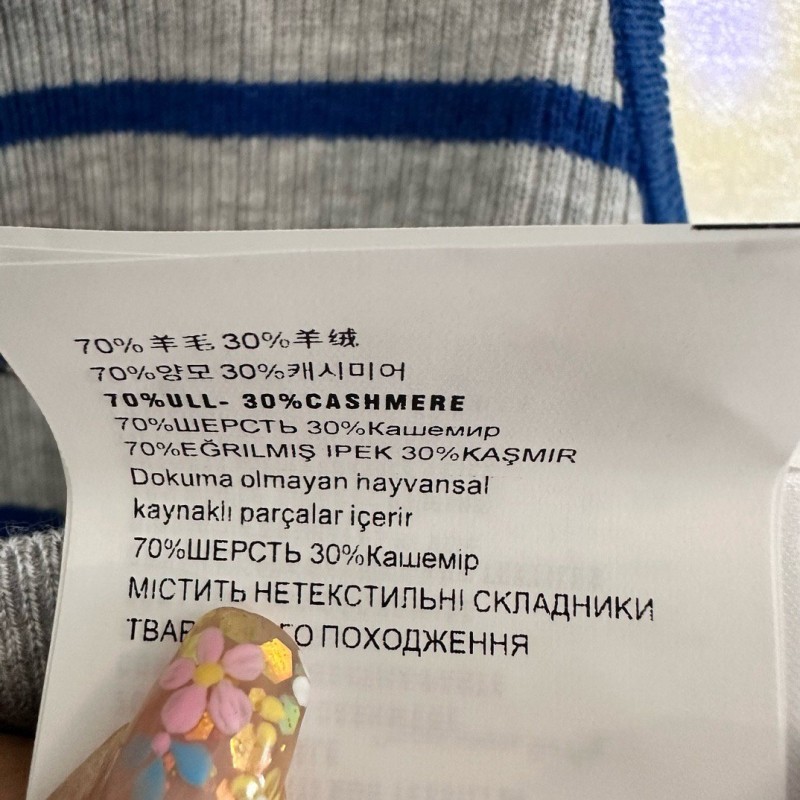 70%羊毛 30%羊绒
70%양모 30%캐시미어
70%ULL- 30%CASHMERE
70%ШЕРСТЬ 30%Кашемир
70%EĞRILMIŞ IPEK 30%KAŞMIR
Dokuma olmayan hayvansal
kaynaklı parçalar içerir
70%ШЕРСТЬ 30%Кашемір
МІСТИТЬ НЕТЕКСТИЛЬНІ СКЛАДНИКИ
ПОХОДЖЕННЯ